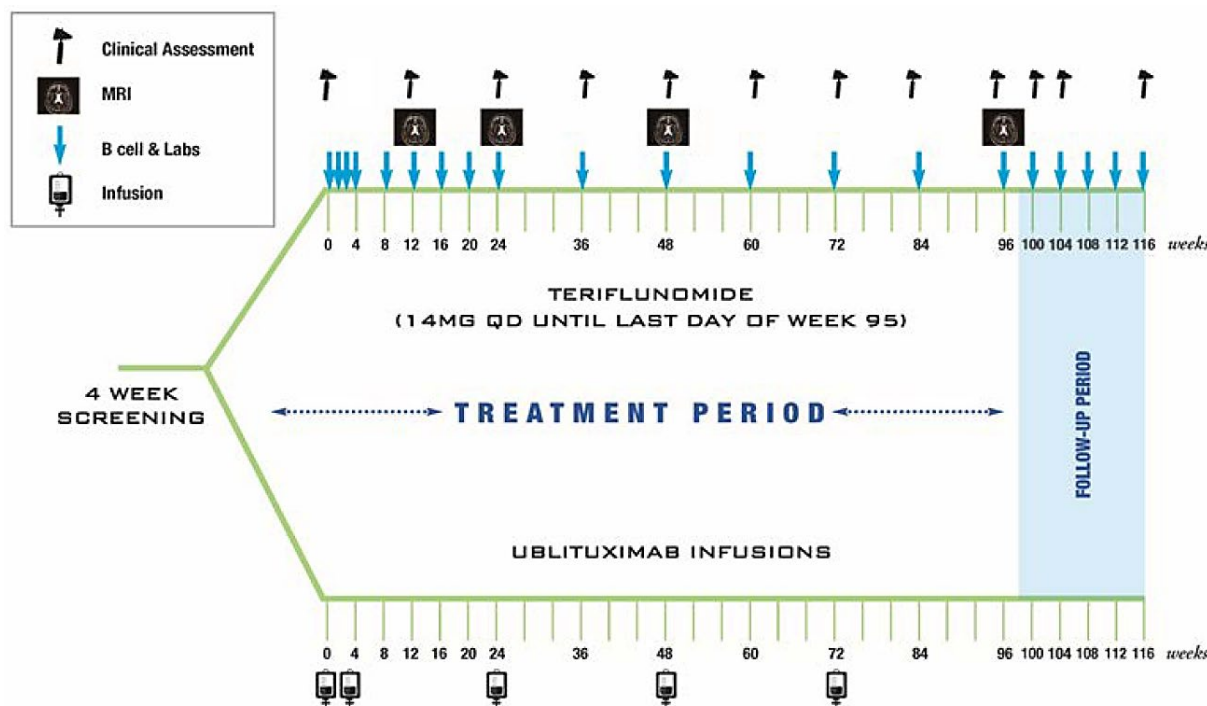 Clinical Assessment
MRI
B cell & Labs
Infusion
0 4 8 12 16 20 24 36 48 60 72 84 96 100 104 108 112 116 weeks
TERIFLUNOMIDE
(14MG QD UNTIL LAST DAY OF WEEK 95)
4 WEEK
SCREENING
TREATMENT PERIOD
FOLLOW-UP PERIOD
UBLITUXIMAB INFUSIONS
0 4 8 12 16 20 24 36 48 60 72 84 96 100 104 108 112 116 weeks